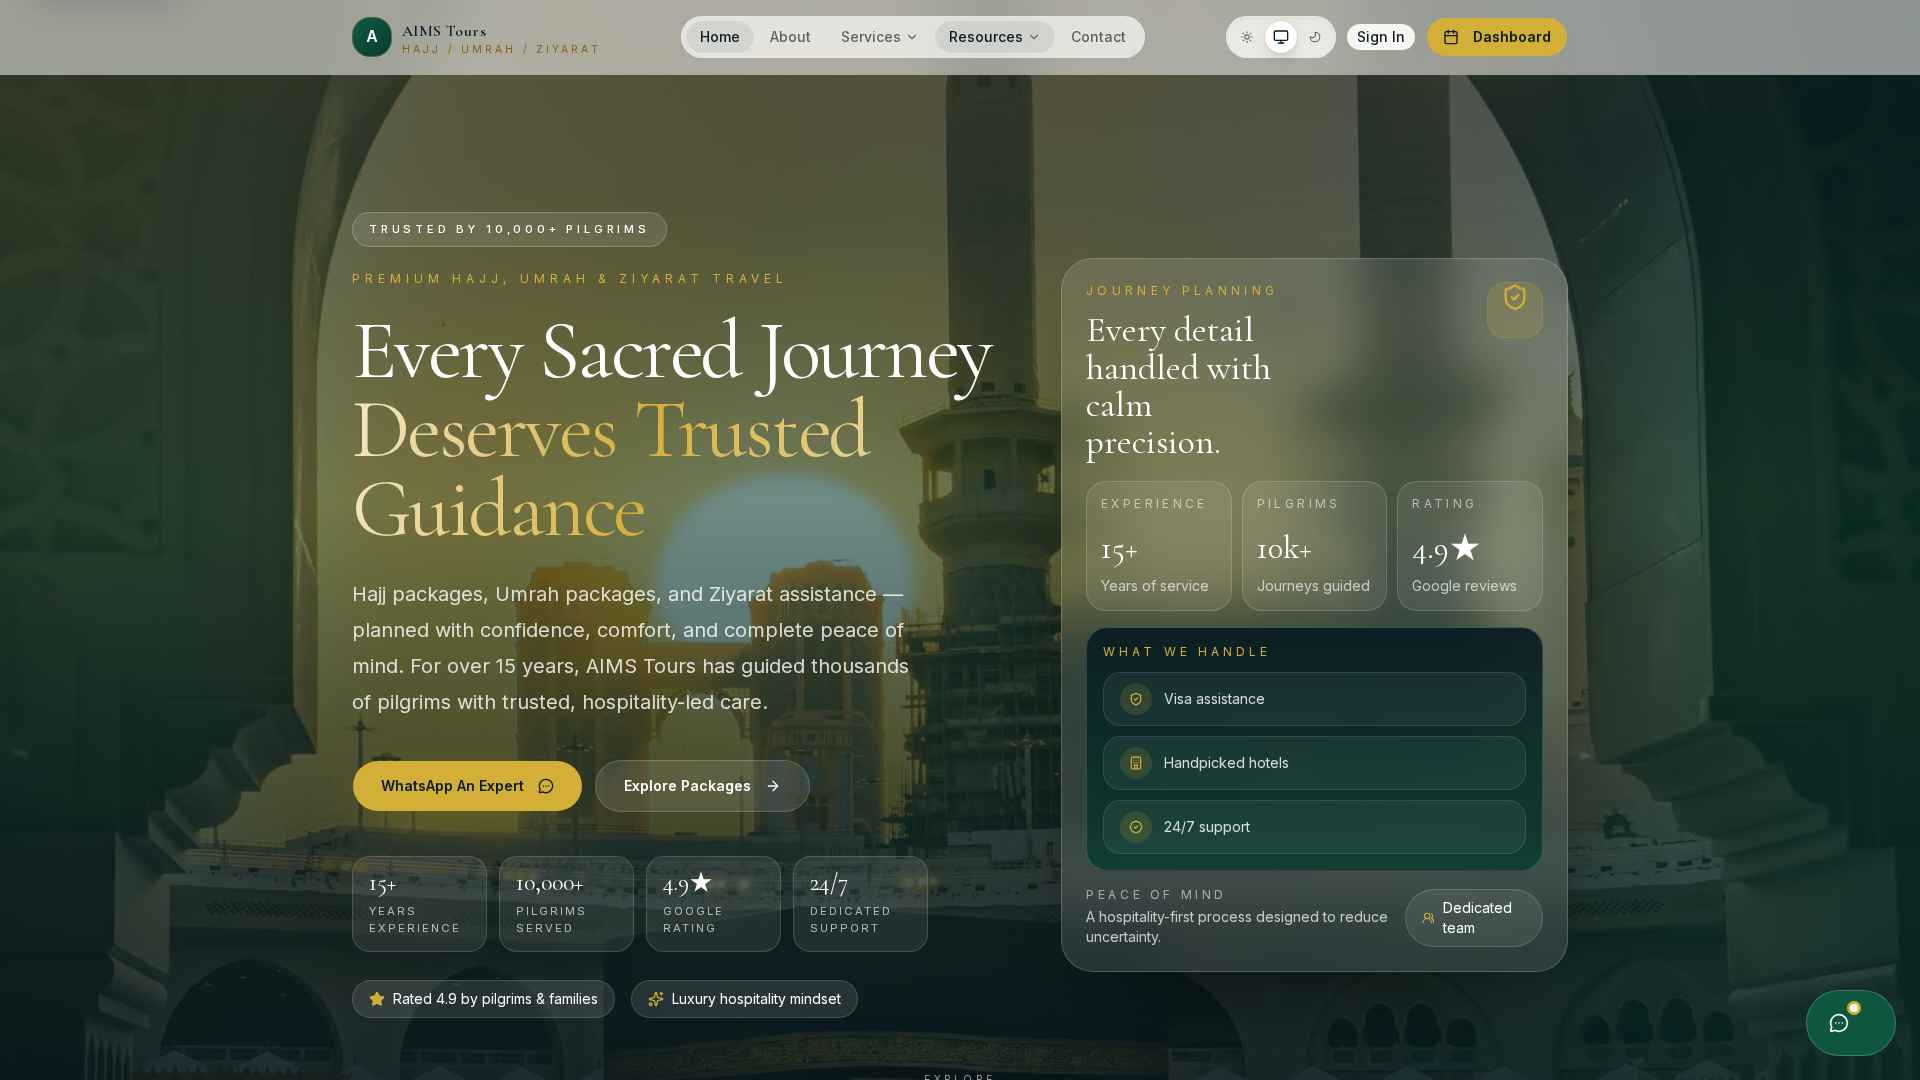 A
AIMS Tours
HAJJ / UMRAH / ZIYARAT
Home
About
Services
Resources
Contact
Sign In
Dashboard
TRUSTED BY 10,000+ PILGRIMS
PREMIUM HAJJ, UMRAH & ZIYARAT TRAVEL
Every Sacred Journey
Deserves Trusted
Guidance
Hajj packages, Umrah packages, and Ziyarat assistance —
planned with confidence, comfort, and complete peace of
mind. For over 15 years, AIMS Tours has guided thousands
of pilgrims with trusted, hospitality-led care.
WhatsApp An Expert
Explore Packages
15+
YEARS
EXPERIENCE
10,000+
PILGRIMS
SERVED
4.9★
GOOGLE
RATING
24/7
DEDICATED
SUPPORT
Rated 4.9 by pilgrims & families
Luxury hospitality mindset
JOURNEY PLANNING
Every detail
handled with
calm
precision.
EXPERIENCE
15+
Years of service
PILGRIMS
10k+
Journeys guided
RATING
4.9★
Google reviews
WHAT WE HANDLE
Visa assistance
Handpicked hotels
24/7 support
PEACE OF MIND
A hospitality-first process designed to reduce
uncertainty.
Dedicated
team
EXPLORE